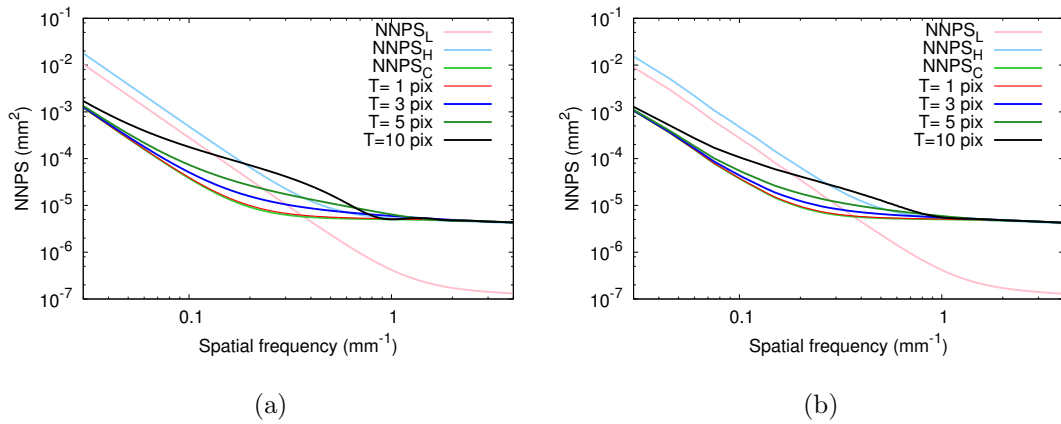 10^-1
10^-2
10^-3
10^-4
10^-5
10^-6
10^-7
NNPS (mm^2)
0.1
1
Spatial frequency (mm^-1)
NNPS_L
NNPS_H
NNPS_C
T= 1 pix
T= 3 pix
T= 5 pix
T=10 pix
(a)
10^-1
10^-2
10^-3
10^-4
10^-5
10^-6
10^-7
NNPS (mm^2)
0.1
1
Spatial frequency (mm^-1)
NNPS_L
NNPS_H
NNPS_C
T= 1 pix
T= 3 pix
T= 5 pix
T=10 pix
(b)